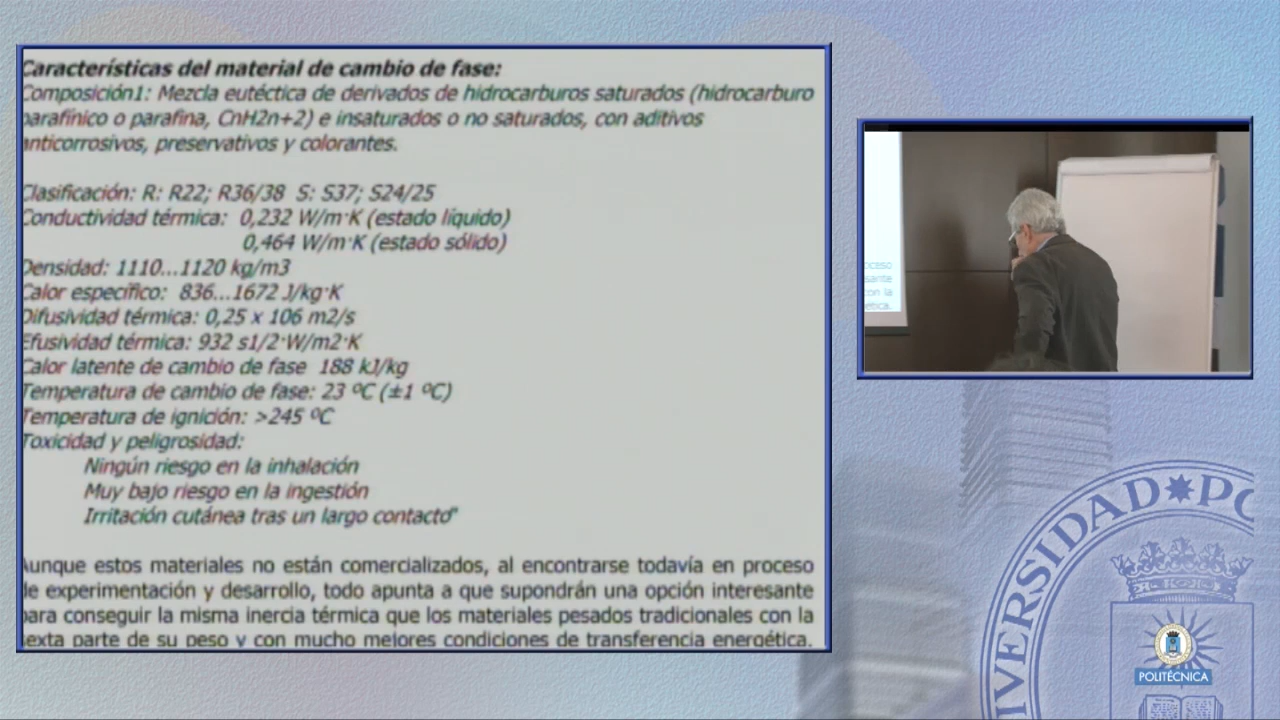 Características del material de cambio de fase:
Composición1: Mezcla eutéctica de derivados de hidrocarburos saturados (hidrocarburo
parafínico o parafina, CnH2n+2) e insaturados o no saturados, con aditivos
anticorrosivos, preservativos y colorantes.
Clasificación: R: R22; R36/38 S: S37; S24/25
Conductividad térmica: 0,232 W/m·K (estado líquido)
0,464 W/m·K (estado sólido)
Densidad: 1110...1120 kg/m3
Calor específico: 836...1672 J/kg·K
Difusividad térmica: 0,25 x 106 m2/s
Efusividad térmica: 932 s1/2·W/m2·K
Calor latente de cambio de fase 188 kJ/kg
Temperatura de cambio de fase: 23 ºC (±1 ºC)
Temperatura de ignición: >245 ºC
Toxicidad y peligrosidad:
Ningún riesgo en la inhalación
Muy bajo riesgo en la ingestión
Irritación cutánea tras un largo contacto"
Aunque estos materiales no están comercializados, al encontrarse todavía en proceso
de experimentación y desarrollo, todo apunta a que supondrán una opción interesante
para conseguir la misma inercia térmica que los materiales pesados tradicionales con la
sexta parte de su peso y con mucho mejores condiciones de transferencia energética.
con la
VERSIDAD PO
POLITÉCNICA